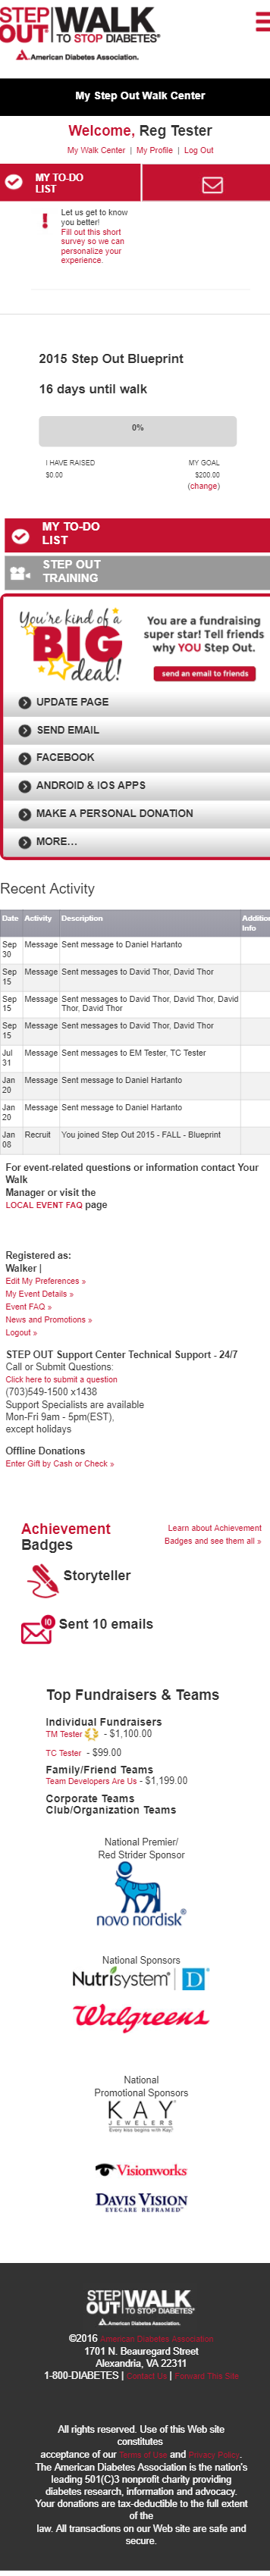 STEP
OUT WALK
TO STOP DIABETES®
American Diabetes Association.
My Step Out Walk Center
Welcome, Reg Tester
My Walk Center | My Profile | Log Out
MY TO-DO
LIST
Let us get to know
you better!
Fill out this short
survey so we can
personalize your
experience.
2015 Step Out Blueprint
16 days until walk
0%
I HAVE RAISED MY GOAL
$0.00 $200.00
(change)
MY TO-DO
LIST
STEP OUT
TRAINING
You're kind of a
BIG
deal!
You are a fundraising
super star! Tell friends
why YOU Step Out.
send an email to friends
UPDATE PAGE
SEND EMAIL
FACEBOOK
ANDROID & IOS APPS
MAKE A PERSONAL DONATION
MORE...
Recent Activity
Date Activity Description Additio
Info
Sep 30 Message Sent message to Daniel Hartanto
Sep 15 Message Sent messages to David Thor, David Thor
Sep 15 Message Sent messages to David Thor, David Thor, David
Thor, David Thor
Sep 15 Message Sent messages to David Thor, David Thor
Jul 31 Message Sent messages to EM Tester, TC Tester
Jan 20 Message Sent message to Daniel Hartanto
Jan 20 Message Sent message to Daniel Hartanto
Jan 08 Recruit You joined Step Out 2015 - FALL - Blueprint
For event-related questions or information contact Your
Walk
Manager or visit the
LOCAL EVENT FAQ page
Registered as:
Walker |
Edit My Preferences »
My Event Details »
Event FAQ »
News and Promotions »
Logout »
STEP OUT Support Center Technical Support - 24/7
Call or Submit Questions:
Click here to submit a question
(703)549-1500 x1438
Support Specialists are available
Mon-Fri 9am - 5pm(EST),
except holidays
Offline Donations
Enter Gift by Cash or Check »
Achievement
Badges
Learn about Achievement
Badges and see them all »
Storyteller
10
Sent 10 emails
Top Fundraisers & Teams
Individual Fundraisers
TM Tester - $1,100.00
TC Tester - $99.00
Family/Friend Teams
Team Developers Are Us - $1,199.00
Corporate Teams
Club/Organization Teams
National Premier/
Red Strider Sponsor
novo nordisk®
National Sponsors
Nutrisystem® D
Walgreens
National
Promotional Sponsors
KAY
JEWELERS
Every kiss begins with Kay®
Visionworks
DAVIS VISION
EYECARE REFRAMED™
STEP
OUT WALK
TO STOP DIABETES®
American Diabetes Association.
©2016 American Diabetes Association
1701 N. Beauregard Street
Alexandria, VA 22311
1-800-DIABETES | Contact Us | Forward This Site
All rights reserved. Use of this Web site
constitutes
acceptance of our Terms of Use and Privacy Policy.
The American Diabetes Association is the nation's
leading 501(C)3 nonprofit charity providing
diabetes research, information and advocacy.
Your donations are tax-deductible to the full extent
of the
law. All transactions on our Web site are safe and
secure.